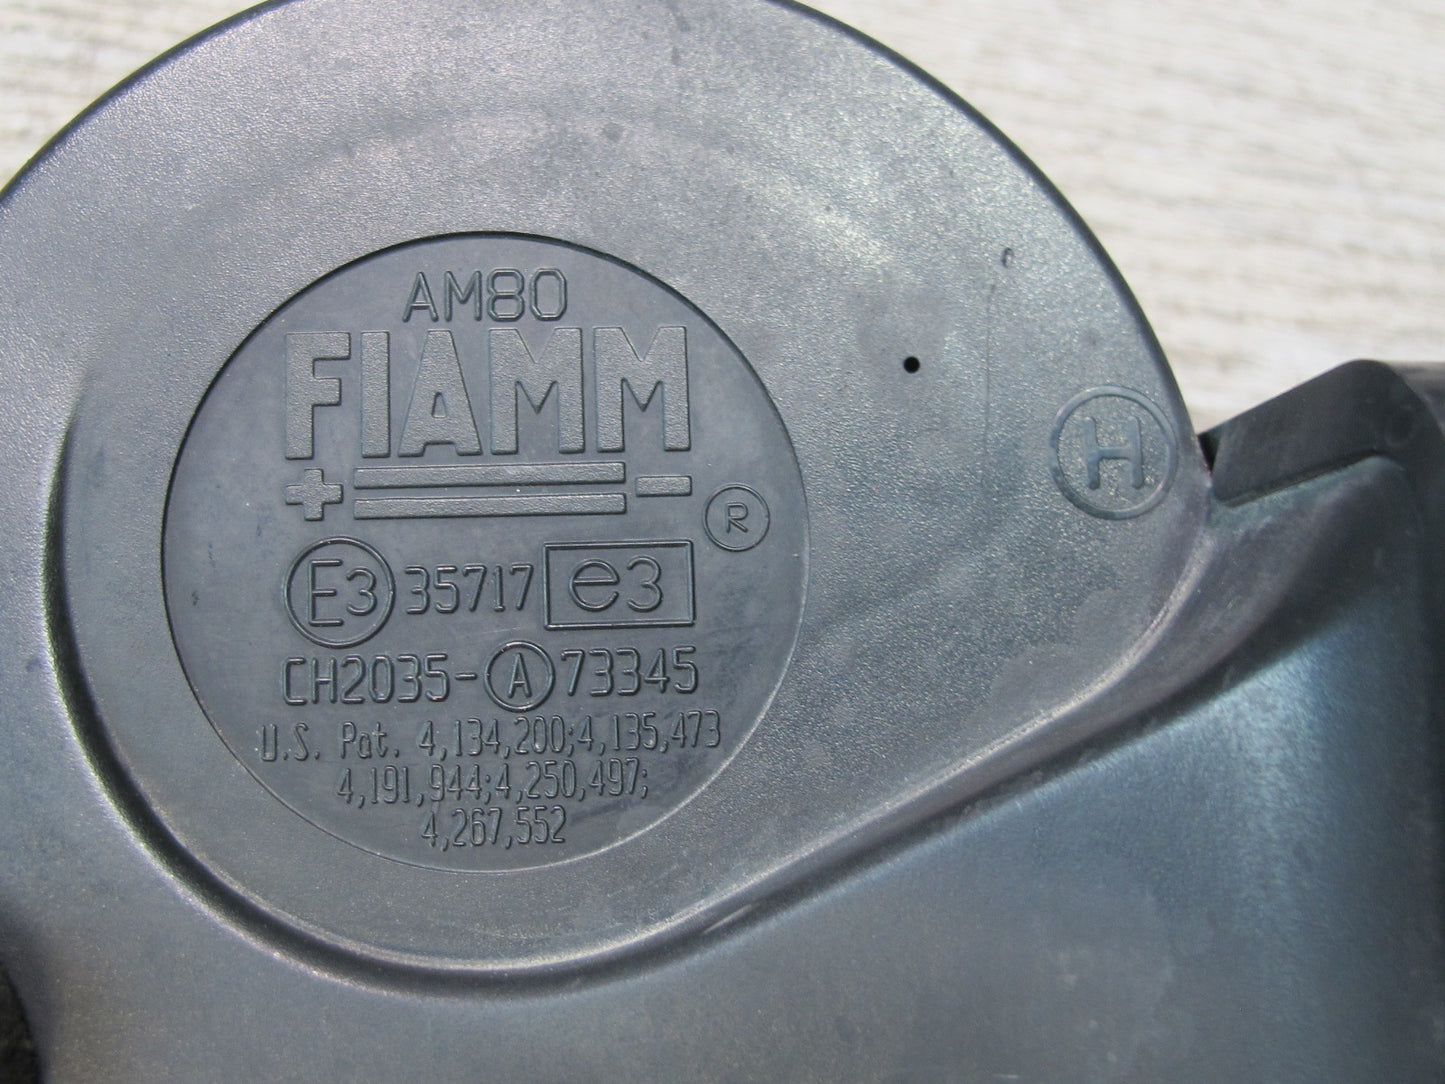 AM80
FIAMM
+ -
®
H
E3 35717 e3
CH2035-A 73345
U.S. Pat. 4,134,200;4,135,473
4,191,944;4,250,497;
4,267,552